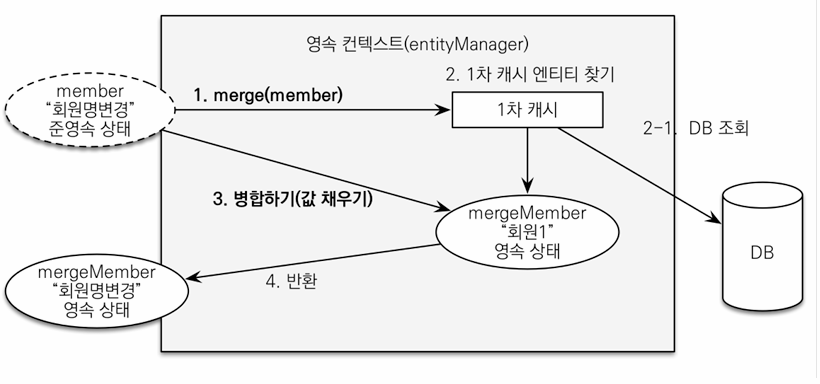 영속 컨텍스트(entityManager)
member
“회원명변경”
준영속 상태
1. merge(member)
2. 1차 캐시 엔티티 찾기
1차 캐시
2-1. DB 조회
3. 병합하기(값 채우기)
mergeMember
“회원1”
영속 상태
DB
4. 반환
mergeMember
“회원명변경”
영속 상태